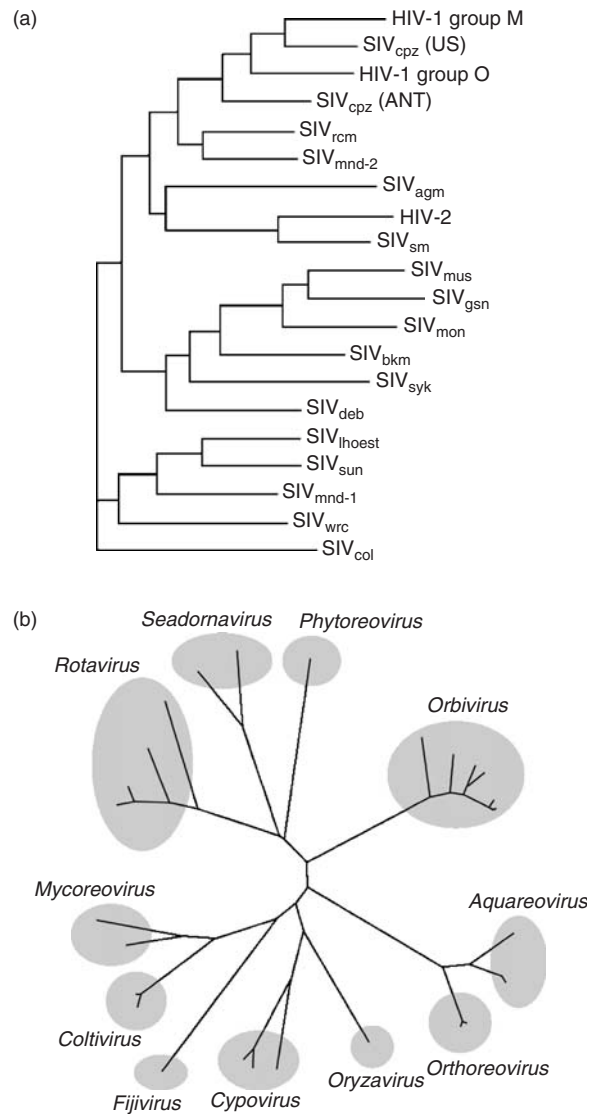 (a)
HIV-1 group M
SIVcpz (US)
HIV-1 group O
SIVcpz (ANT)
SIVrcm
SIVmnd-2
SIVagm
HIV-2
SIVsm
SIVmus
SIVgsn
SIVmon
SIVbkm
SIVsyk
SIVdeb
SIVlhoest
SIVsun
SIVmnd-1
SIVwrc
SIVcol
(b)
Seadornavirus
Phytoreovirus
Rotavirus
Orbivirus
Mycoreovirus
Aquareovirus
Coltivirus
Orthoreovirus
Oryzavirus
Fijivirus
Cypovirus